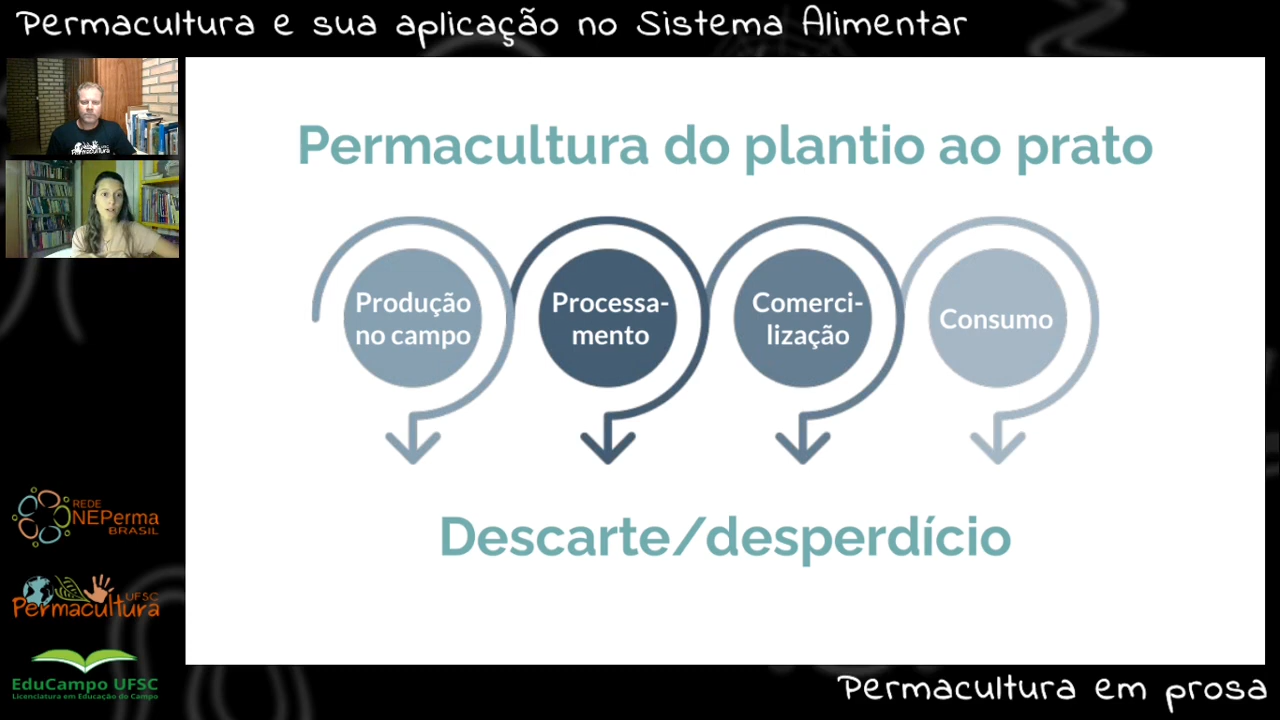 Permacultura e sua aplicação no Sistema Alimentar
Permacultura do plantio ao prato
Produção
no campo
Processa-
mento
Comerci-
lização
Consumo
Descarte/desperdício
REDE
NEPerma
BRASIL
UFSC
Permacultura
EduCampo UFSC
Licenciatura em Educação do Campo
Permacultura em prosa